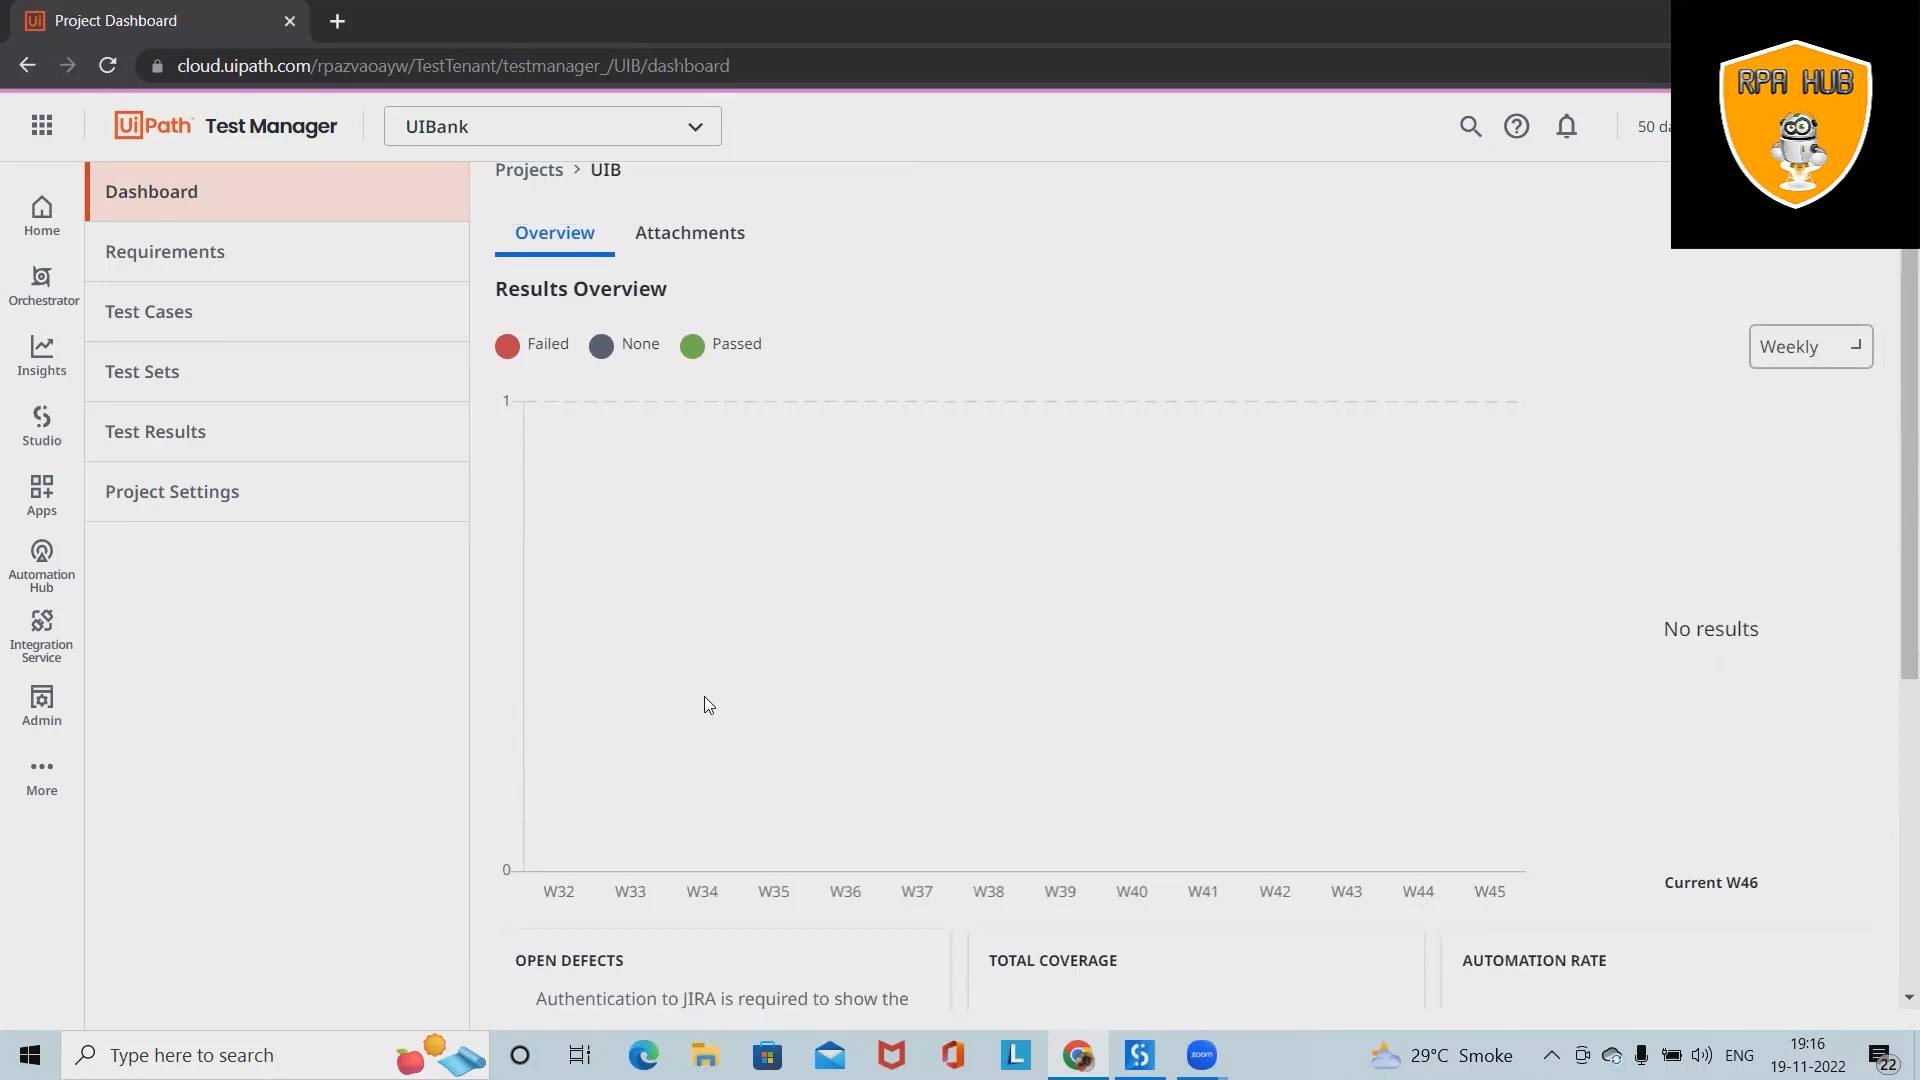 Project Dashboard
cloud.uipath.com/rpazvaoayw/TestTenant/testmanager_/UIB/dashboard
RPA HUB
UiPath Test Manager
UIBank
50 da
Home
Orchestrator
Insights
Studio
Apps
Automation
Hub
Integration
Service
Admin
More
Dashboard
Requirements
Test Cases
Test Sets
Test Results
Project Settings
Projects > UIB
Overview Attachments
Results Overview
Failed None Passed
Weekly
1
0
No results
W32 W33 W34 W35 W36 W37 W38 W39 W40 W41 W42 W43 W44 W45
Current W46
OPEN DEFECTS
Authentication to JIRA is required to show the
TOTAL COVERAGE
AUTOMATION RATE
Type here to search
L
zoom
29°C Smoke
ENG
19:16
19-11-2022
22